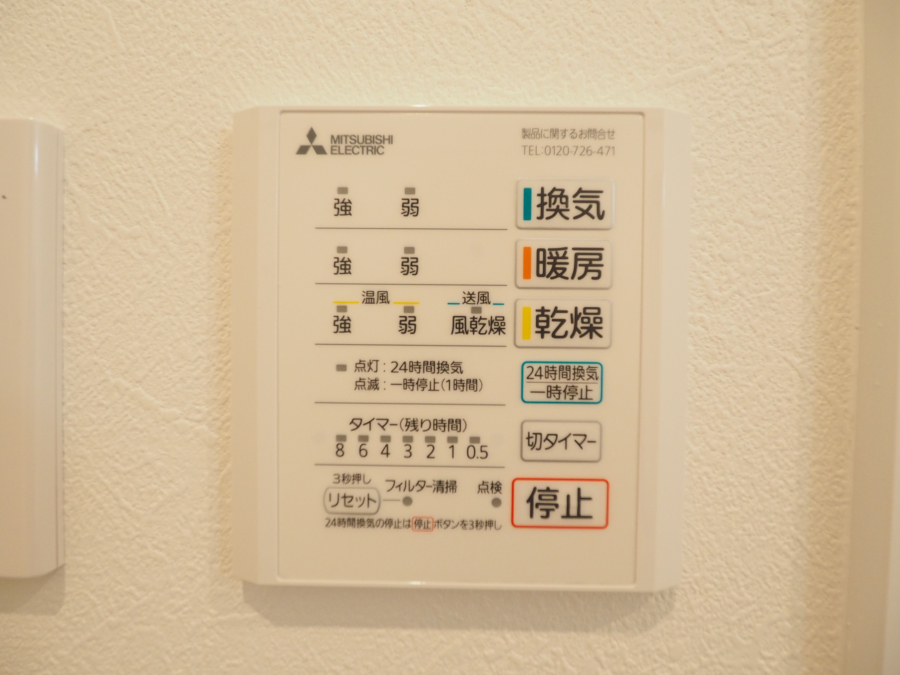 MITSUBISHI
ELECTRIC
製品に関するお問合せ
TEL:0120-726-471
強 弱 換気
強 弱 暖房
温風 送風
強 弱 風乾燥 乾燥
点灯:24時間換気
点滅:一時停止(1時間)
24時間換気
一時停止
タイマー(残り時間)
8 6 4 3 2 1 0.5
切タイマー
3秒押し
リセット フィルター清掃 点検
停止
24時間換気の停止は停止ボタンを3秒押し